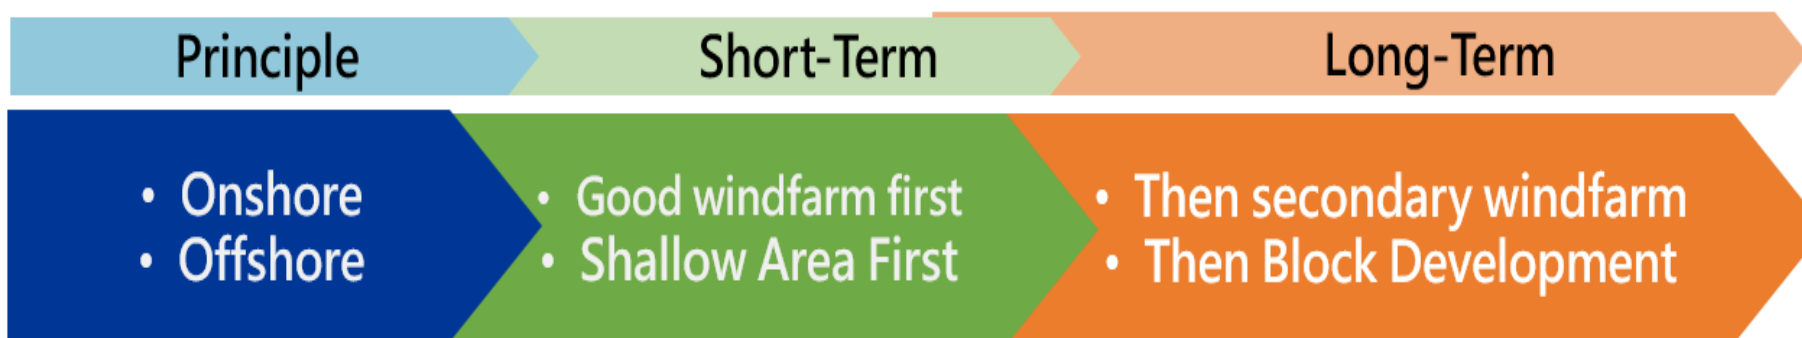 Principle
Short-Term
Long-Term
• Onshore
• Offshore
• Good windfarm first
• Shallow Area First
• Then secondary windfarm
• Then Block Development